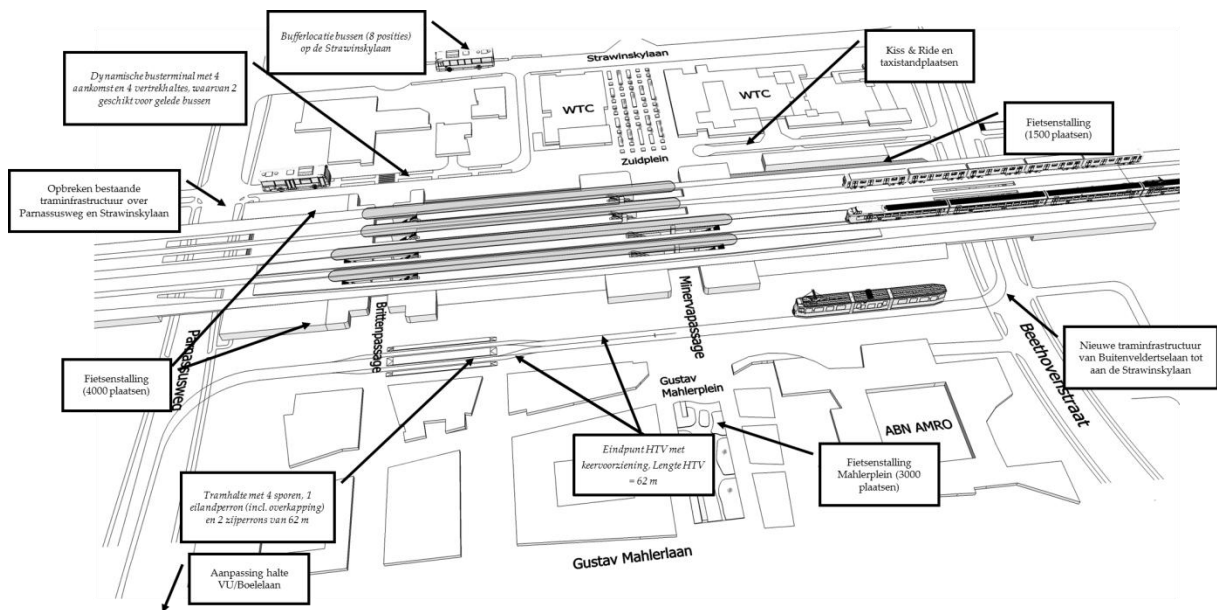 Bufferlocatie bussen (8 posities)
op de Strawinskylaan
Strawinskylaan
Kiss & Ride en
taxistandplaatsen
Dynamische busterminal met 4
aankomst en 4 vertrekhaltes, waarvan 2
geschikt voor gelede bussen
WTC
WTC
Zuidplein
Fietsenstalling
(1500 plaatsen)
Opbreken bestaande
traminfrastructuur over
Parnassusweg en Strawinskylaan
Brittenpassage
Minervapassage
Parnassusweg
Beethovenstraat
Nieuwe traminfrastructuur
van Buitenveldertselaan tot
aan de Strawinskylaan
Fietsenstalling
(4000 plaatsen)
Gustav
Mahlerplein
ABN AMRO
Eindpunt HTV met
keervoorziening, Lengte HTV
= 62 m
Fietsenstalling
Mahlerplein (3000
plaatsen)
Tramhalte met 4 sporen, 1
eilandperron (incl. overkapping)
en 2 zijperrons van 62 m
Gustav Mahlerlaan
Aanpassing halte
VU/Boelelaan